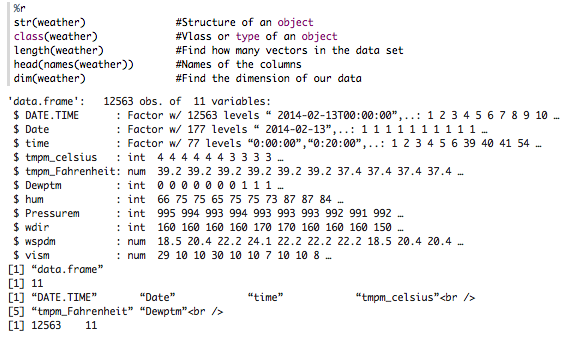 %r
str(weather) #Structure of an object
class(weather) #Vlass or type of an object
length(weather) #Find how many vectors in the data set
head(names(weather)) #Names of the columns
dim(weather) #Find the dimension of our data
'data.frame': 12563 obs. of 11 variables:
$ DATE.TIME : Factor w/ 12563 levels “ 2014-02-13T00:00:00”,..: 1 2 3 4 5 6 7 8 9 10 …
$ Date : Factor w/ 177 levels “ 2014-02-13”,..: 1 1 1 1 1 1 1 1 1 1 …
$ time : Factor w/ 77 levels “0:00:00”,“0:20:00”,..: 1 2 3 4 5 6 39 40 41 54 …
$ tmpm_celsius : int 4 4 4 4 4 4 3 3 3 3 …
$ tmpm_Fahrenheit: num 39.2 39.2 39.2 39.2 39.2 39.2 37.4 37.4 37.4 37.4 …
$ Dewptm : int 0 0 0 0 0 0 0 1 1 1 …
$ hum : int 66 75 75 65 75 75 73 87 87 84 …
$ Pressurem : int 995 994 993 994 993 993 993 992 991 992 …
$ wdir : int 160 160 160 160 170 170 160 160 160 150 …
$ wspdm : num 18.5 20.4 22.2 24.1 22.2 22.2 22.2 18.5 20.4 20.4 …
$ vism : num 29 10 10 30 10 10 7 10 10 8 …
[1] “data.frame”
[1] 11
[1] “DATE.TIME” “Date” “time” “tmpm_celsius”<br />
[5] “tmpm_Fahrenheit” “Dewptm”<br />
[1] 12563 11